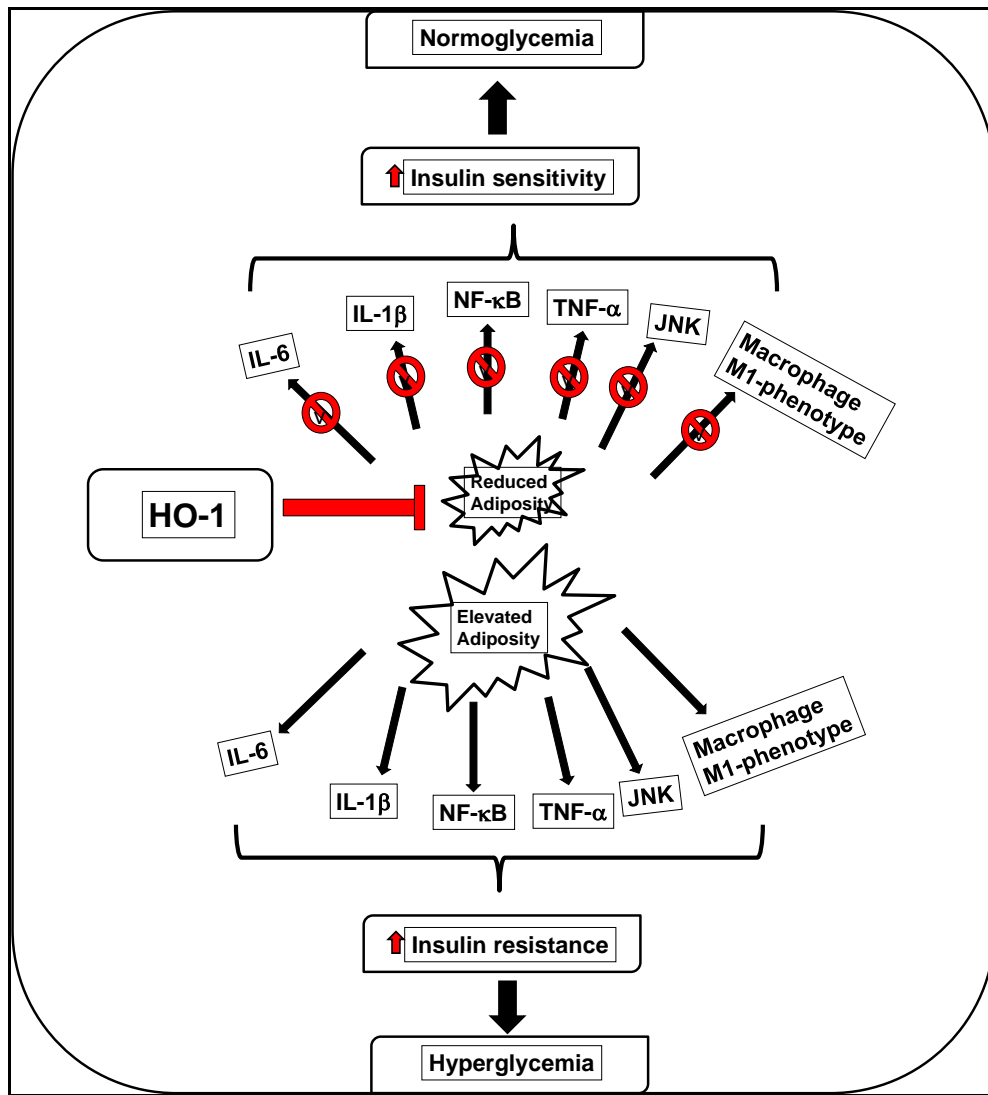 Normoglycemia
Insulin sensitivity
NF-κB
IL-1β
TNF-α
JNK
IL-6
Macrophage
M1-phenotype
Reduced
Adiposity
HO-1
Elevated
Adiposity
IL-6
Macrophage
M1-phenotype
IL-1β
NF-κB
TNF-α
JNK
Insulin resistance
Hyperglycemia